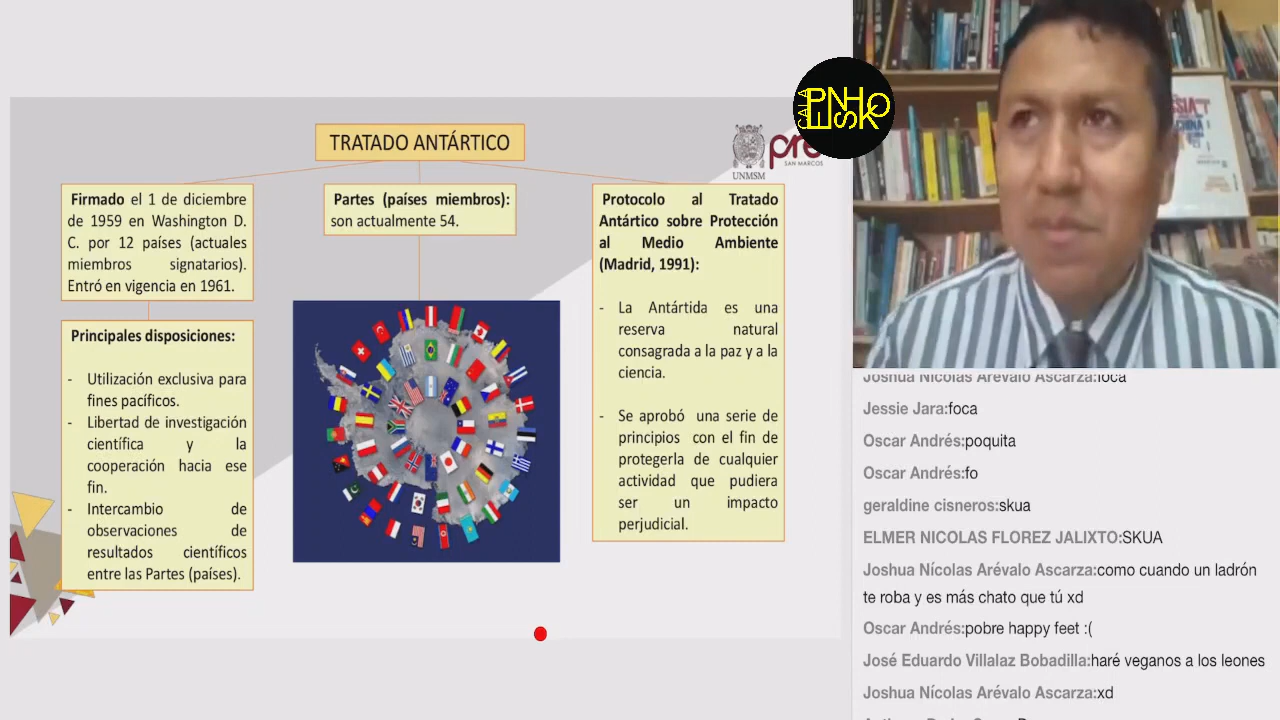 TRATADO ANTÁRTICO
UNMSM
pre
SAN MARCOS
Firmado el 1 de diciembre
de 1959 en Washington D.
C. por 12 países (actuales
miembros signatarios).
Entró en vigencia en 1961.
Principales disposiciones:
- Utilización exclusiva para
fines pacíficos.
- Libertad de investigación
científica y la
cooperación hacia ese
fin.
- Intercambio de
observaciones de
resultados científicos
entre las Partes (países).
Partes (países miembros):
son actualmente 54.
Protocolo al Tratado
Antártico sobre Protección
al Medio Ambiente
(Madrid, 1991):
- La Antártida es una
reserva natural
consagrada a la paz y a la
ciencia.
- Se aprobó una serie de
principios con el fin de
protegerla de cualquier
actividad que pudiera
ser un impacto
perjudicial.
Joshua Nícolas Arévalo Ascarza:foca
Jessie Jara:foca
Oscar Andrés:poquita
Oscar Andrés:fo
geraldine cisneros:skua
ELMER NICOLAS FLOREZ JALIXTO:SKUA
Joshua Nícolas Arévalo Ascarza:como cuando un ladrón
te roba y es más chato que tú xd
Oscar Andrés:pobre happy feet :(
José Eduardo Villalaz Bobadilla:haré veganos a los leones
Joshua Nícolas Arévalo Ascarza:xd